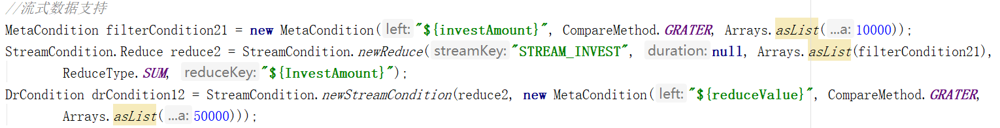 //流式数据支持
MetaCondition filterCondition21 = new MetaCondition( left: "${investAmount}", CompareMethod.GRATER, Arrays.asList( ...a: 10000));
StreamCondition.Reduce reduce2 = StreamCondition.newReduce( streamKey: "STREAM_INVEST", duration: null, Arrays.asList(filterCondition21),
ReduceType.SUM, reduceKey: "${InvestAmount}");
DrCondition drCondition12 = StreamCondition.newStreamCondition(reduce2, new MetaCondition( left: "${reduceValue}", CompareMethod.GRATER,
Arrays.asList( ...a: 50000)));